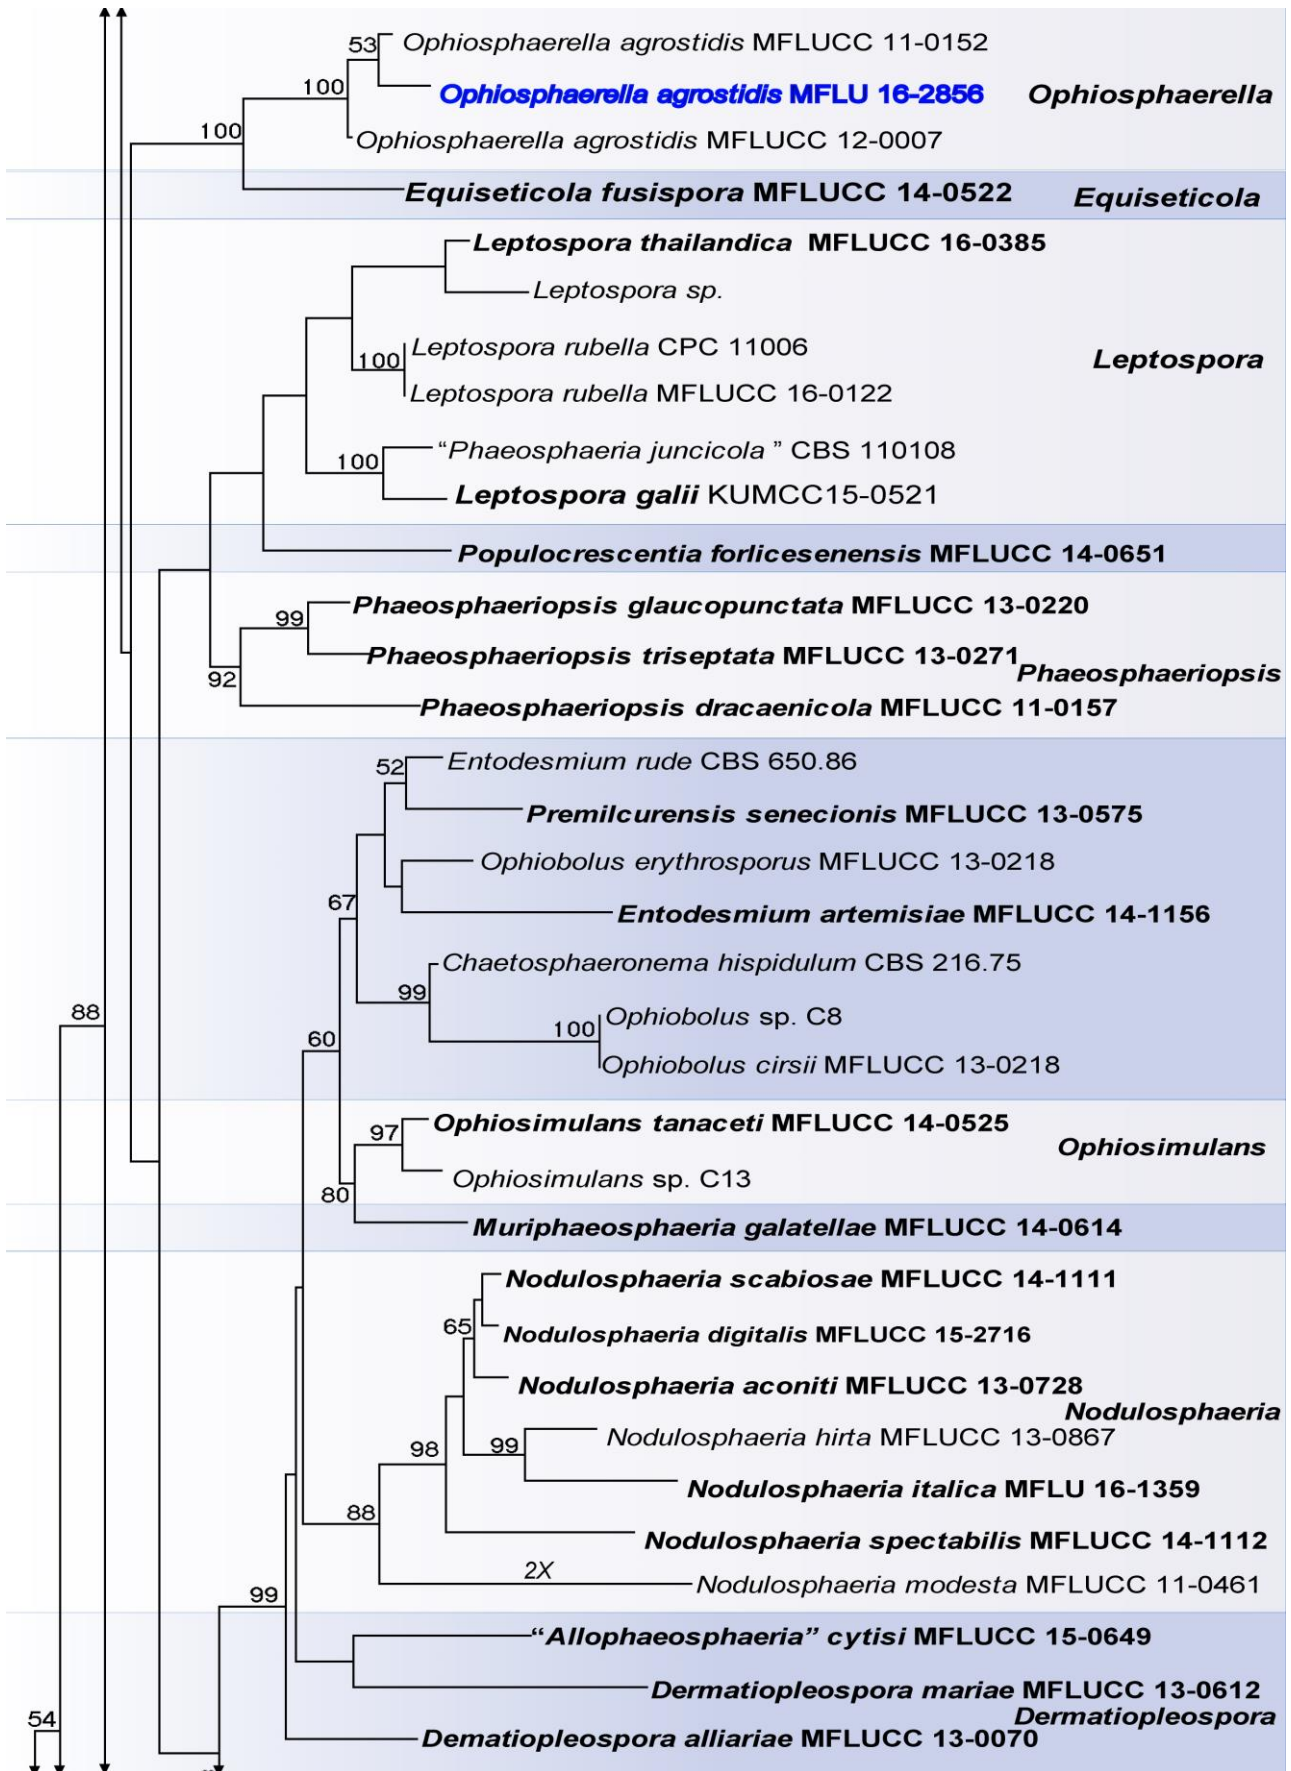 53
Ophiosphaerella agrostidis MFLUCC 11-0152
100
Ophiosphaerella agrostidis MFLU 16-2856
Ophiosphaerella
100
Ophiosphaerella agrostidis MFLUCC 12-0007
Equiseticola fusispora MFLUCC 14-0522
Equiseticola
Leptospora thailandica MFLUCC 16-0385
Leptospora sp.
Leptospora rubella CPC 11006
100
Leptospora
Leptospora rubella MFLUCC 16-0122
“Phaeosphaeria juncicola ” CBS 110108
100
Leptospora galii KUMCC15-0521
Populocrescentia forlicesenensis MFLUCC 14-0651
Phaeosphaeriopsis glaucopunctata MFLUCC 13-0220
99
Phaeosphaeriopsis triseptata MFLUCC 13-0271
Phaeosphaeriopsis
92
Phaeosphaeriopsis dracaenicola MFLUCC 11-0157
52
Entodesmium rude CBS 650.86
Premilcurensis senecionis MFLUCC 13-0575
Ophiobolus erythrosporus MFLUCC 13-0218
67
Entodesmium artemisiae MFLUCC 14-1156
Chaetosphaeronema hispidulum CBS 216.75
99
88
Ophiobolus sp. C8
100
60
Ophiobolus cirsii MFLUCC 13-0218
Ophiosimulans tanaceti MFLUCC 14-0525
97
Ophiosimulans
Ophiosimulans sp. C13
80
Muriphaeosphaeria galatellae MFLUCC 14-0614
Nodulosphaeria scabiosae MFLUCC 14-1111
65
Nodulosphaeria digitalis MFLUCC 15-2716
Nodulosphaeria aconiti MFLUCC 13-0728
Nodulosphaeria
98
99
Nodulosphaeria hirta MFLUCC 13-0867
Nodulosphaeria italica MFLU 16-1359
88
Nodulosphaeria spectabilis MFLUCC 14-1112
2X
Nodulosphaeria modesta MFLUCC 11-0461
99
“Allophaeosphaeria” cytisi MFLUCC 15-0649
Dermatiopleospora mariae MFLUCC 13-0612
Dermatiopleospora
54
Dematiopleospora alliariae MFLUCC 13-0070